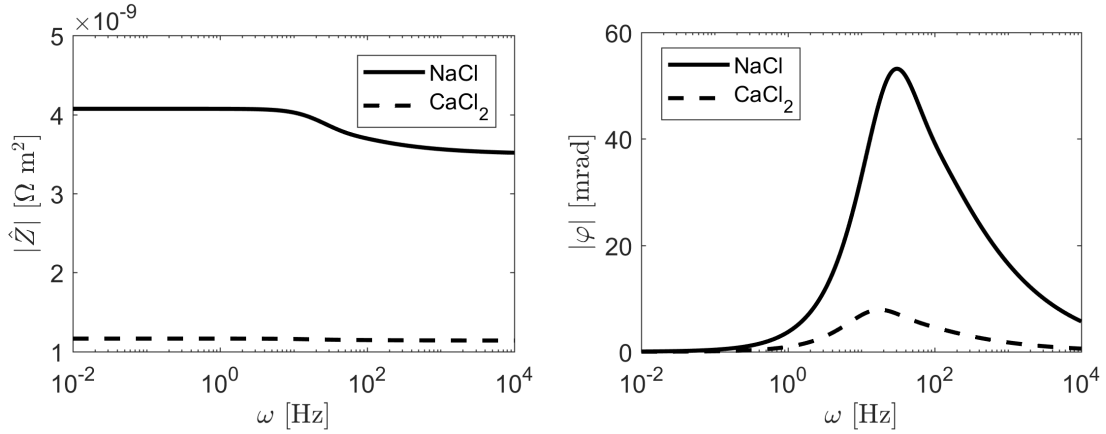 ×10⁻⁹
5
4
3
2
1
|Ẑ| [Ω m²]
NaCl
CaCl₂
10⁻² 10⁰ 10² 10⁴
ω [Hz]
60
40
20
0
|φ| [mrad]
NaCl
CaCl₂
10⁻² 10⁰ 10² 10⁴
ω [Hz]